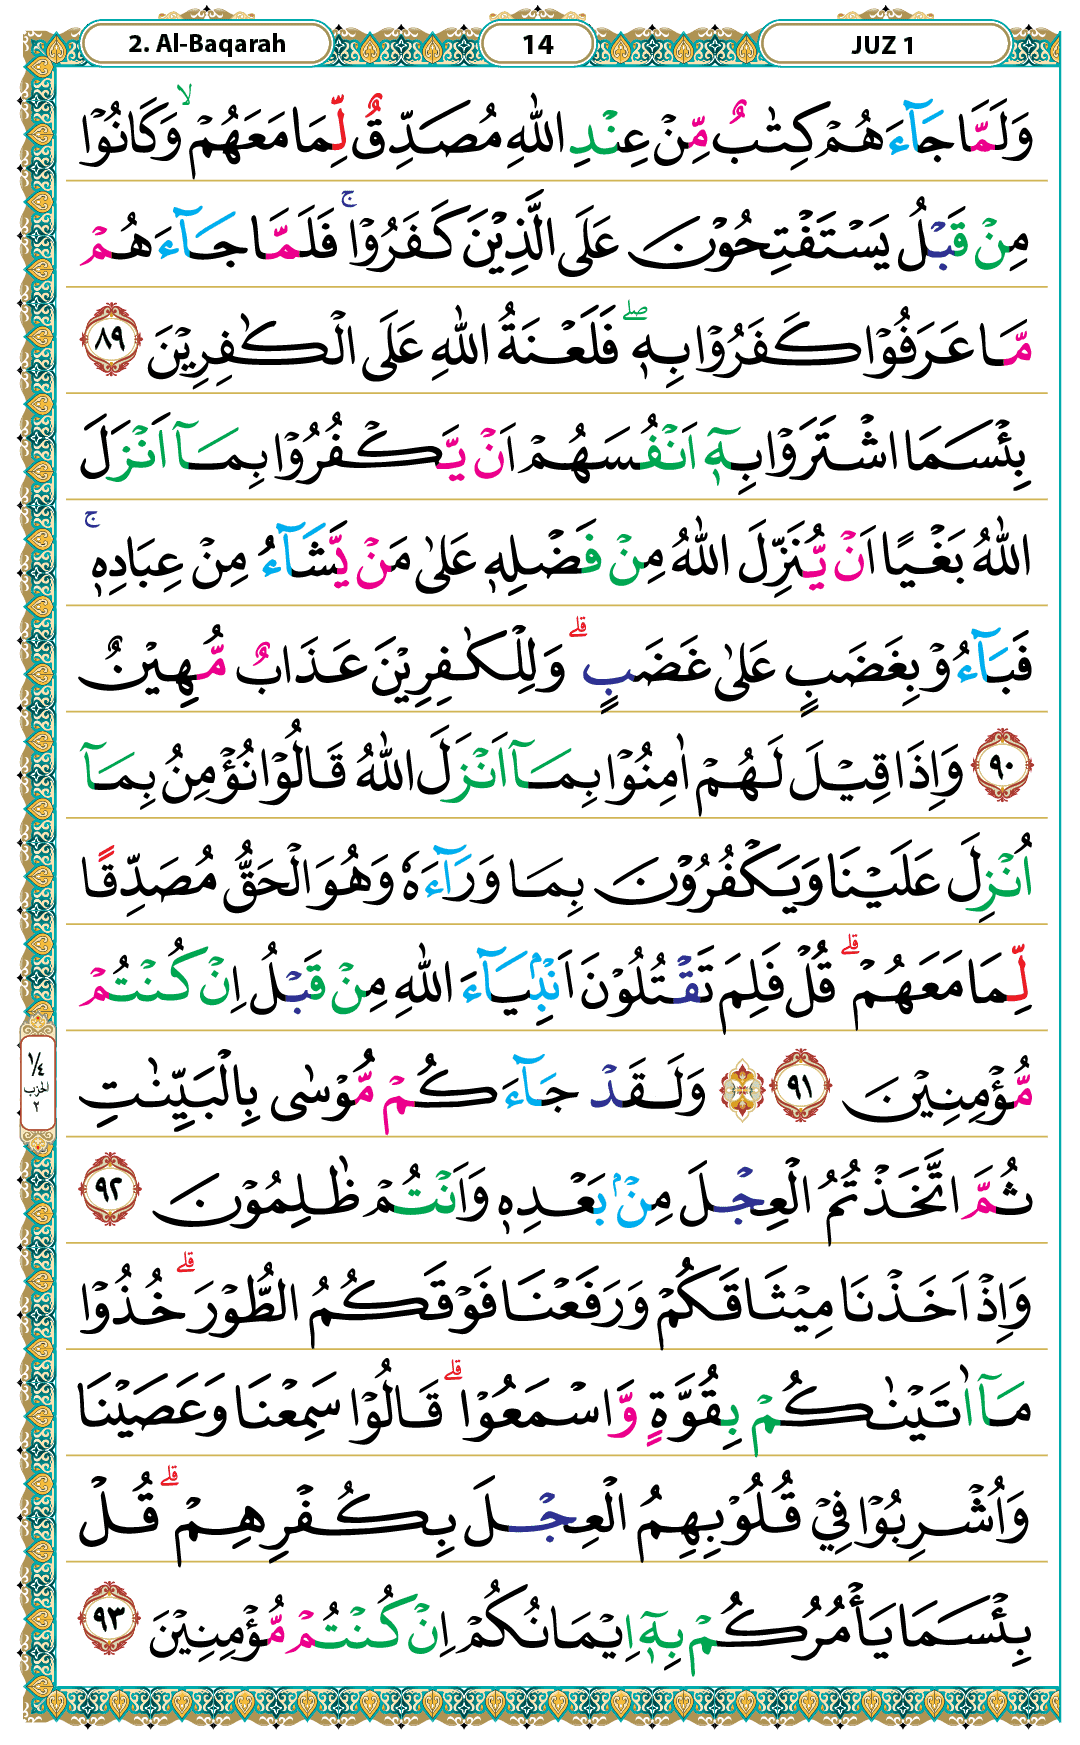 2. Al-Baqarah
14
JUZ 1
وَلَمَّا جَآءَهُمْ كِتٰبٌ مِّنْ عِنْدِ اللّٰهِ مُصَدِّقٌ لِّمَا مَعَهُمْ ۙ وَكَانُوْا
مِنْ قَبْلُ يَسْتَفْتِحُوْنَ عَلَى الَّذِيْنَ كَفَرُوْا ۚ فَلَمَّا جَآءَهُمْ
مَّا عَرَفُوْا كَفَرُوْا بِهٖ ۖ فَلَعْنَةُ اللّٰهِ عَلَى الْكٰفِرِيْنَ ٨٩
بِئْسَمَا اشْتَرَوْا بِهٖٓ اَنْفُسَهُمْ اَنْ يَّكْفُرُوْا بِمَآ اَنْزَلَ
اللّٰهُ بَغْيًا اَنْ يُّنَزِّلَ اللّٰهُ مِنْ فَضْلِهٖ عَلٰى مَنْ يَّشَآءُ مِنْ عِبَادِهٖ ۚ
فَبَآءُوْ بِغَضَبٍ عَلٰى غَضَبٍ ۗ وَلِلْكٰفِرِيْنَ عَذَابٌ مُّهِيْنٌ
٩٠ وَاِذَا قِيْلَ لَهُمْ اٰمِنُوْا بِمَآ اَنْزَلَ اللّٰهُ قَالُوْا نُؤْمِنُ بِمَآ
اُنْزِلَ عَلَيْنَا وَيَكْفُرُوْنَ بِمَا وَرَآءَهٗ وَهُوَ الْحَقُّ مُصَدِّقًا
لِّمَا مَعَهُمْ ۗ قُلْ فَلِمَ تَقْتُلُوْنَ اَنْۢبِيَآءَ اللّٰهِ مِنْ قَبْلُ اِنْ كُنْتُمْ
مُّؤْمِنِيْنَ ٩١ ۞ وَلَقَدْ جَآءَكُمْ مُّوْسٰى بِالْبَيِّنٰتِ
ثُمَّ اتَّخَذْتُمُ الْعِجْلَ مِنْۢ بَعْدِهٖ وَاَنْتُمْ ظٰلِمُوْنَ ٩٢
وَاِذْ اَخَذْنَا مِيْثَاقَكُمْ وَرَفَعْنَا فَوْقَكُمُ الطُّوْرَ ۗ خُذُوْا
مَآ اٰتَيْنٰكُمْ بِقُوَّةٍ وَّاسْمَعُوْا ۗ قَالُوْا سَمِعْنَا وَعَصَيْنَا
وَاُشْرِبُوْا فِيْ قُلُوْبِهِمُ الْعِجْلَ بِكُفْرِهِمْ ۗ قُلْ
بِئْسَمَا يَأْمُرُكُمْ بِهٖٓ اِيْمَانُكُمْ اِنْ كُنْتُمْ مُّؤْمِنِيْنَ ٩٣
١/٤
الحزب
٢